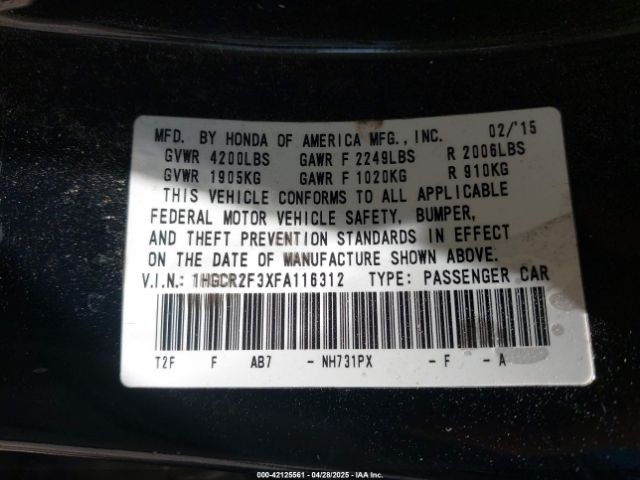 MFD. BY HONDA OF AMERICA MFG., INC. 02/'15
GVWR 4200LBS GAWR F 2249LBS R 2006LBS
GVWR 1905KG GAWR F 1020KG R 910KG
THIS VEHICLE CONFORMS TO ALL APPLICABLE
FEDERAL MOTOR VEHICLE SAFETY, BUMPER,
AND THEFT PREVENTION STANDARDS IN EFFECT
ON THE DATE OF MANUFACTURE SHOWN ABOVE.
V.I.N.: 1HGCR2F3XFA116312 TYPE: PASSENGER CAR
T2F F AB7 - NH731PX - F - A
000-42125561 - 04/28/2025 - IAA Inc.